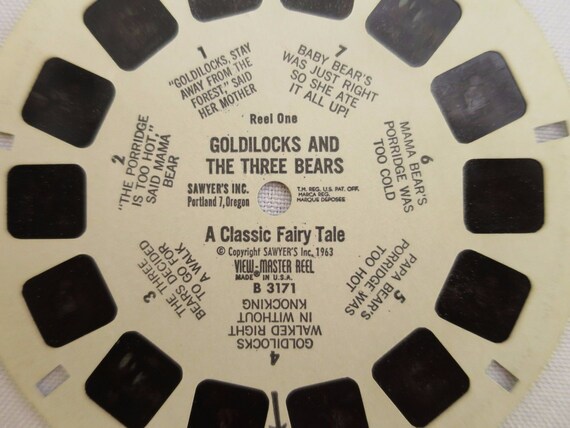 Reel One
GOLDILOCKS AND
THE THREE BEARS
SAWYER'S INC.
Portland 7, Oregon
T.M. REG. U.S. PAT. OFF.
MARCA REG.
MARQUE DEPOSEE
A Classic Fairy Tale
© Copyright SAWYER'S Inc. 1963
VIEW-MASTER REEL
MADE IN U.S.A.
B 3171
1
"GOLDILOCKS, STAY
AWAY FROM THE
FOREST," SAID
HER MOTHER
2
"THE PORRIDGE
IS TOO HOT,"
SAID MAMA
BEAR
3
THE THREE
BEARS DECIDED
TO GO FOR
A WALK
4
GOLDILOCKS
WALKED RIGHT
IN WITHOUT
KNOCKING
5
PAPA BEAR'S
PORRIDGE WAS
TOO HOT
6
MAMA BEAR'S
PORRIDGE WAS
TOO COLD
7
BABY BEAR'S
WAS JUST RIGHT
SO SHE ATE
IT ALL UP!